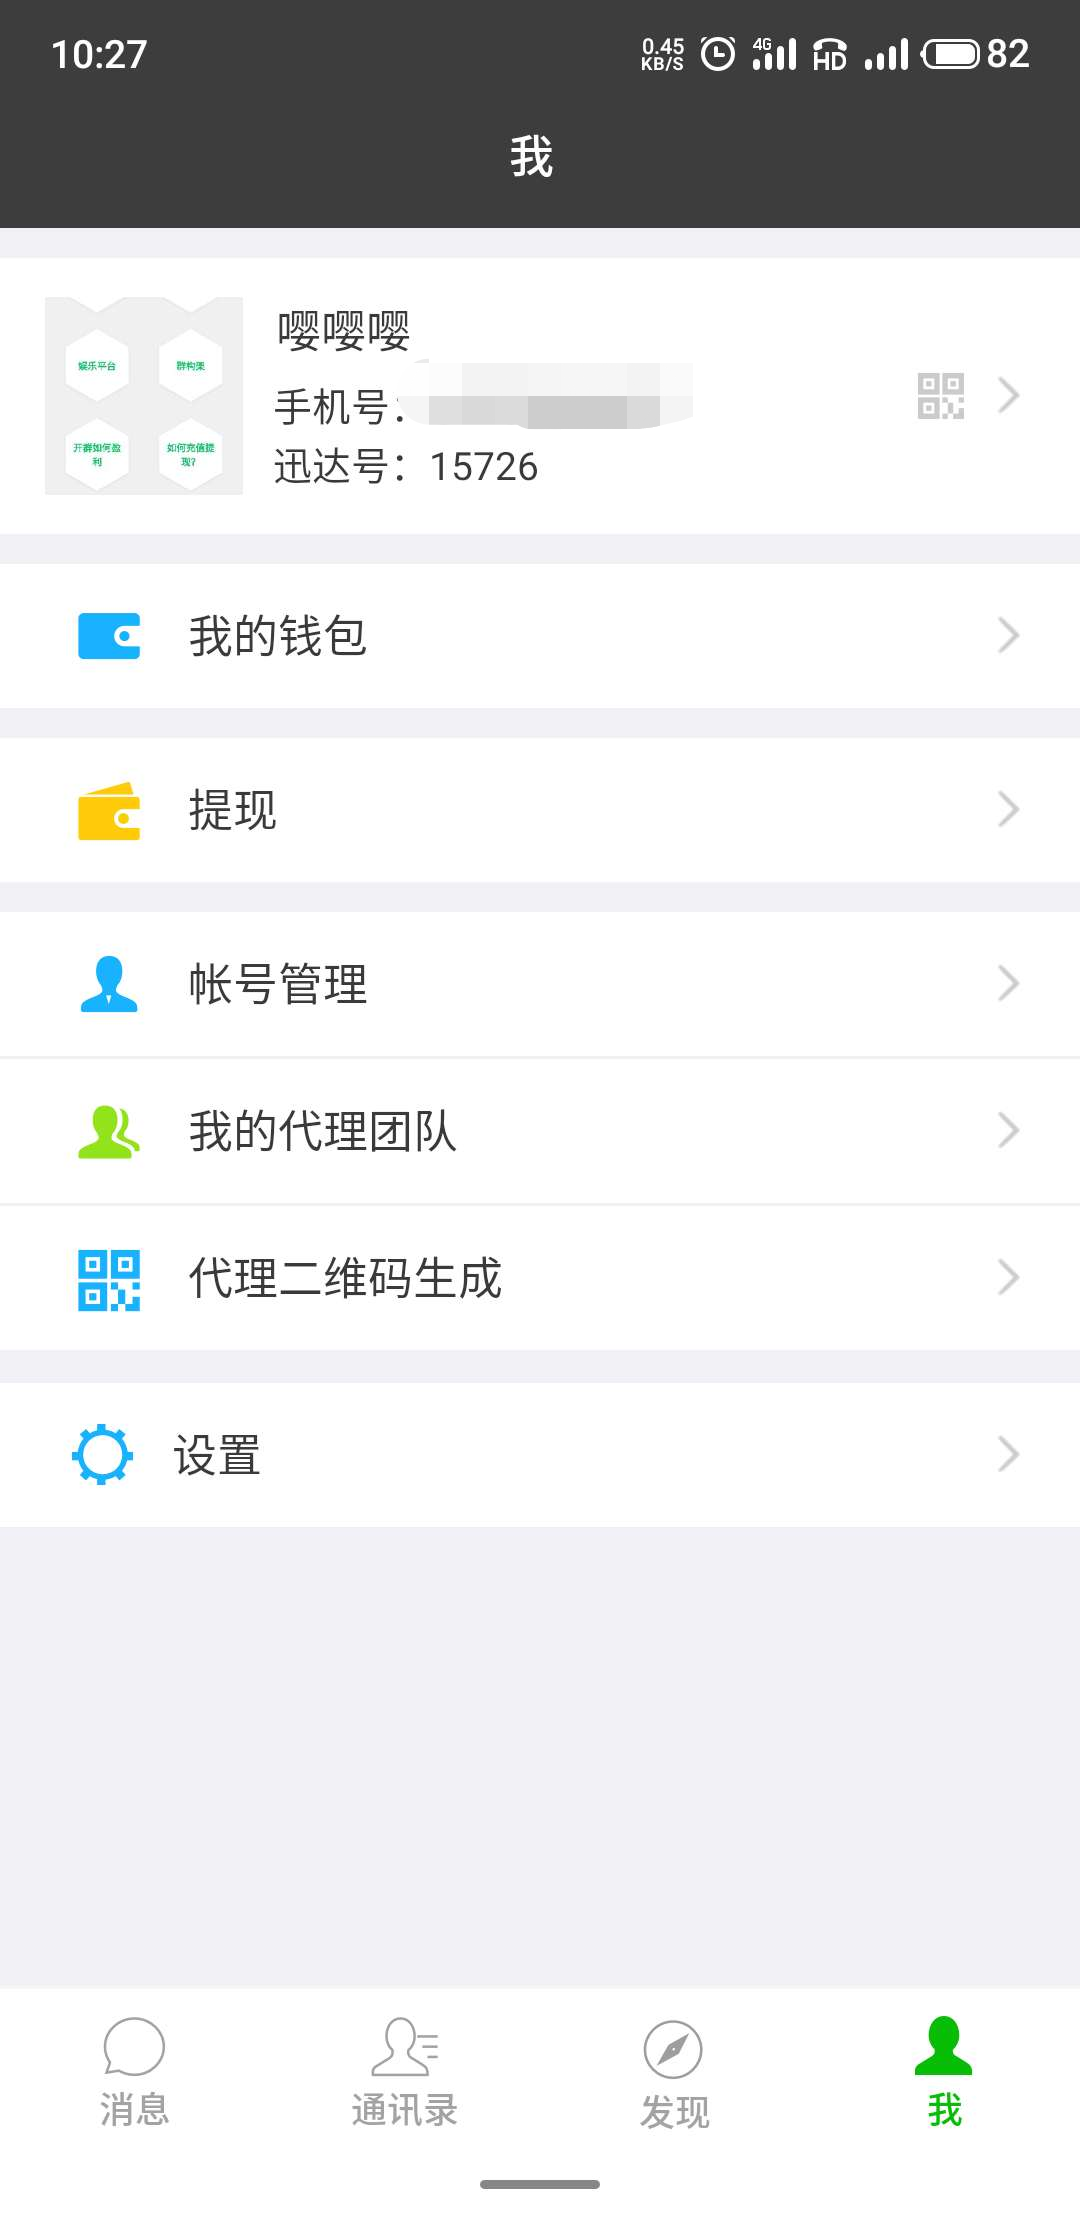 10:27
0.45
KB/S
4G
HD
82
我
娱乐平台
群构架
开群如何盈
利
如何充值提
现?
嘤嘤嘤
手机号:
迅达号：15726
我的钱包
提现
帐号管理
我的代理团队
代理二维码生成
设置
消息
通讯录
发现
我